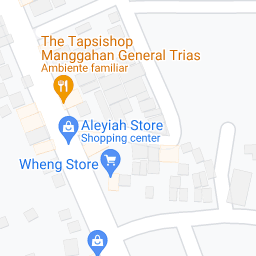 The Tapsishop
Manggahan General Trias
Ambiente familiar
Aleyiah Store
Shopping center
Wheng Store